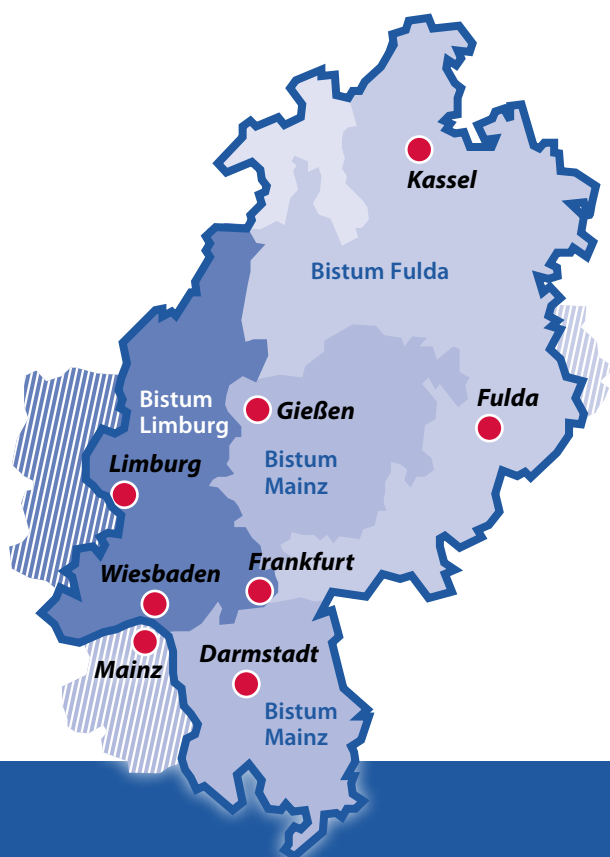 Kassel
Bistum Fulda
Bistum
Limburg
Gießen
Fulda
Bistum
Mainz
Limburg
Wiesbaden
Frankfurt
Mainz
Darmstadt
Bistum
Mainz